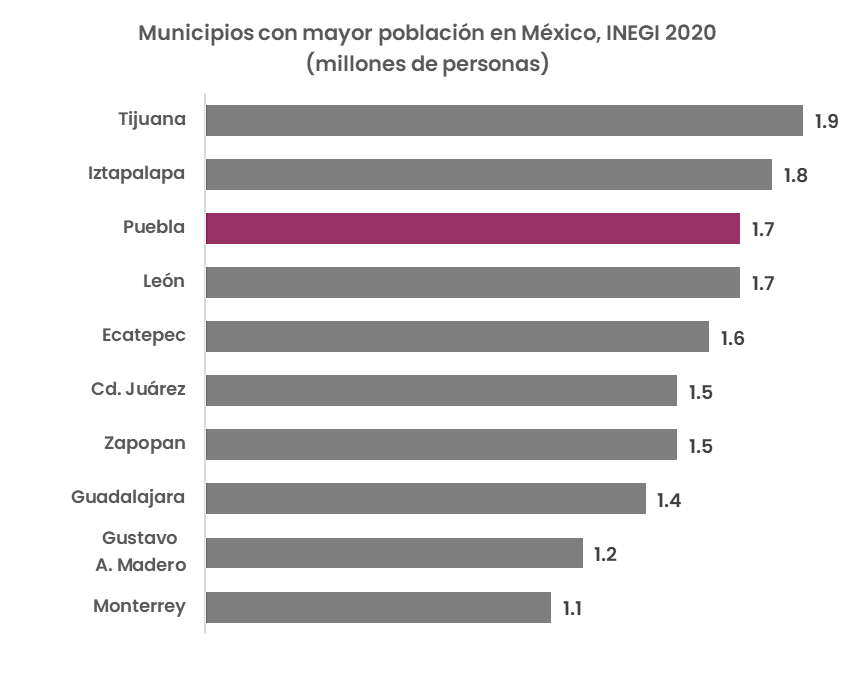 Municipios con mayor población en México, INEGI 2020
(millones de personas)
Tijuana 1.9
Iztapalapa 1.8
Puebla 1.7
León 1.7
Ecatepec 1.6
Cd. Juárez 1.5
Zapopan 1.5
Guadalajara 1.4
Gustavo
A. Madero 1.2
Monterrey 1.1